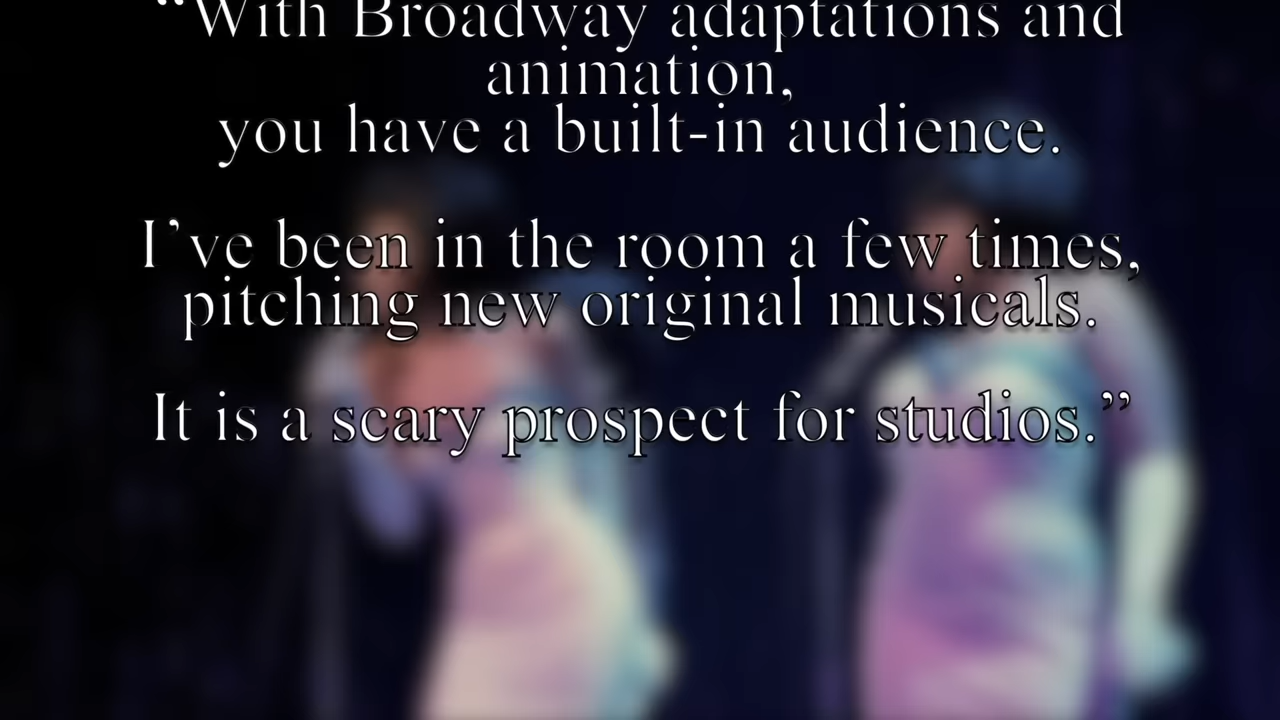 “With Broadway adaptations and
animation,
you have a built-in audience.
I’ve been in the room a few times,
pitching new original musicals.
It is a scary prospect for studios.”